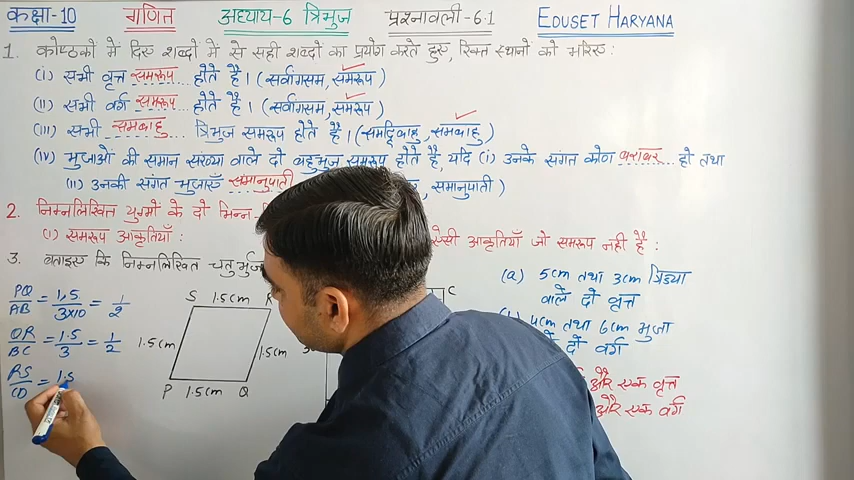 कक्षा-10 गणित अध्याय-6 त्रिभुज प्रश्नावली-6.1 EDUSET HARYANA
1. कोष्ठकों में दिए शब्दों में से सही शब्दों का प्रयोग करते हुए, रिक्त स्थानों को भरिए:
(i) सभी वृत्त समरूप होते है। (सर्वांगसम, समरूप)
(ii) सभी वर्ग समरूप होते है। (सर्वांगसम, समरूप)
(iii) सभी समबाहु त्रिभुज समरूप होते है। (समद्विबाहु, समबाहु)
(iv) भुजाओं की समान संख्या वाले दो बहुभुज समरूप होते है, यदि (i) उनके संगत कोण बराबर हो तथा
(ii) उनकी संगत भुजाएँ समानुपाती समानुपाती)
2. निम्नलिखित युग्मों के दो भिन्न- 
(i) समरूप आकृतियाँ: ऐसी आकृतियाँ जो समरूप नही है:
3. बताइए कि निम्नलिखित चतुर्भुज
(a) 5cm तथा 3cm त्रिज्या
वाले दो वृत्त
4cm तथा 6cm भुजा
दो वर्ग
और एक वृत्त
और एक वर्ग
PQ/AB = 1.5/3×10 = 1/2
QR/BC = 1.5/3 = 1/2
RS/CD = 1.5
S 1.5cm R
1.5cm 1.5cm
P 1.5cm Q
C